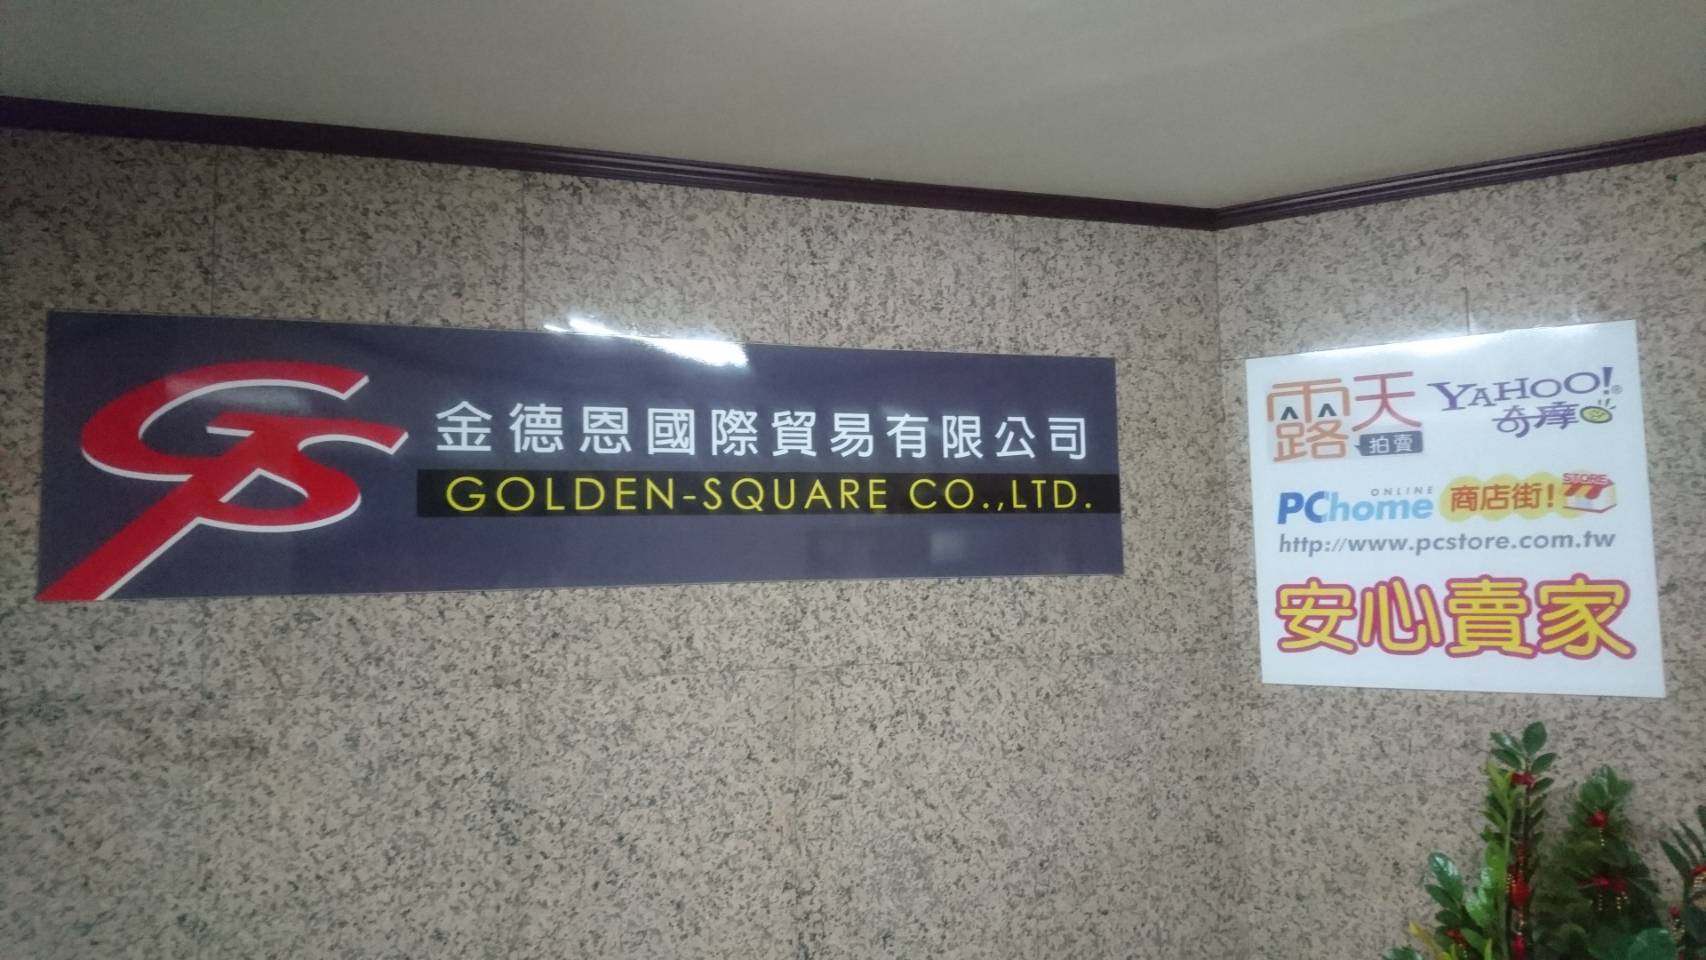 GS
金德恩國際貿易有限公司
GOLDEN-SQUARE CO.,LTD.
露天 拍賣
YAHOO!®
奇摩
PChome ONLINE 商店街! STORE
http://www.pcstore.com.tw
安心賣家